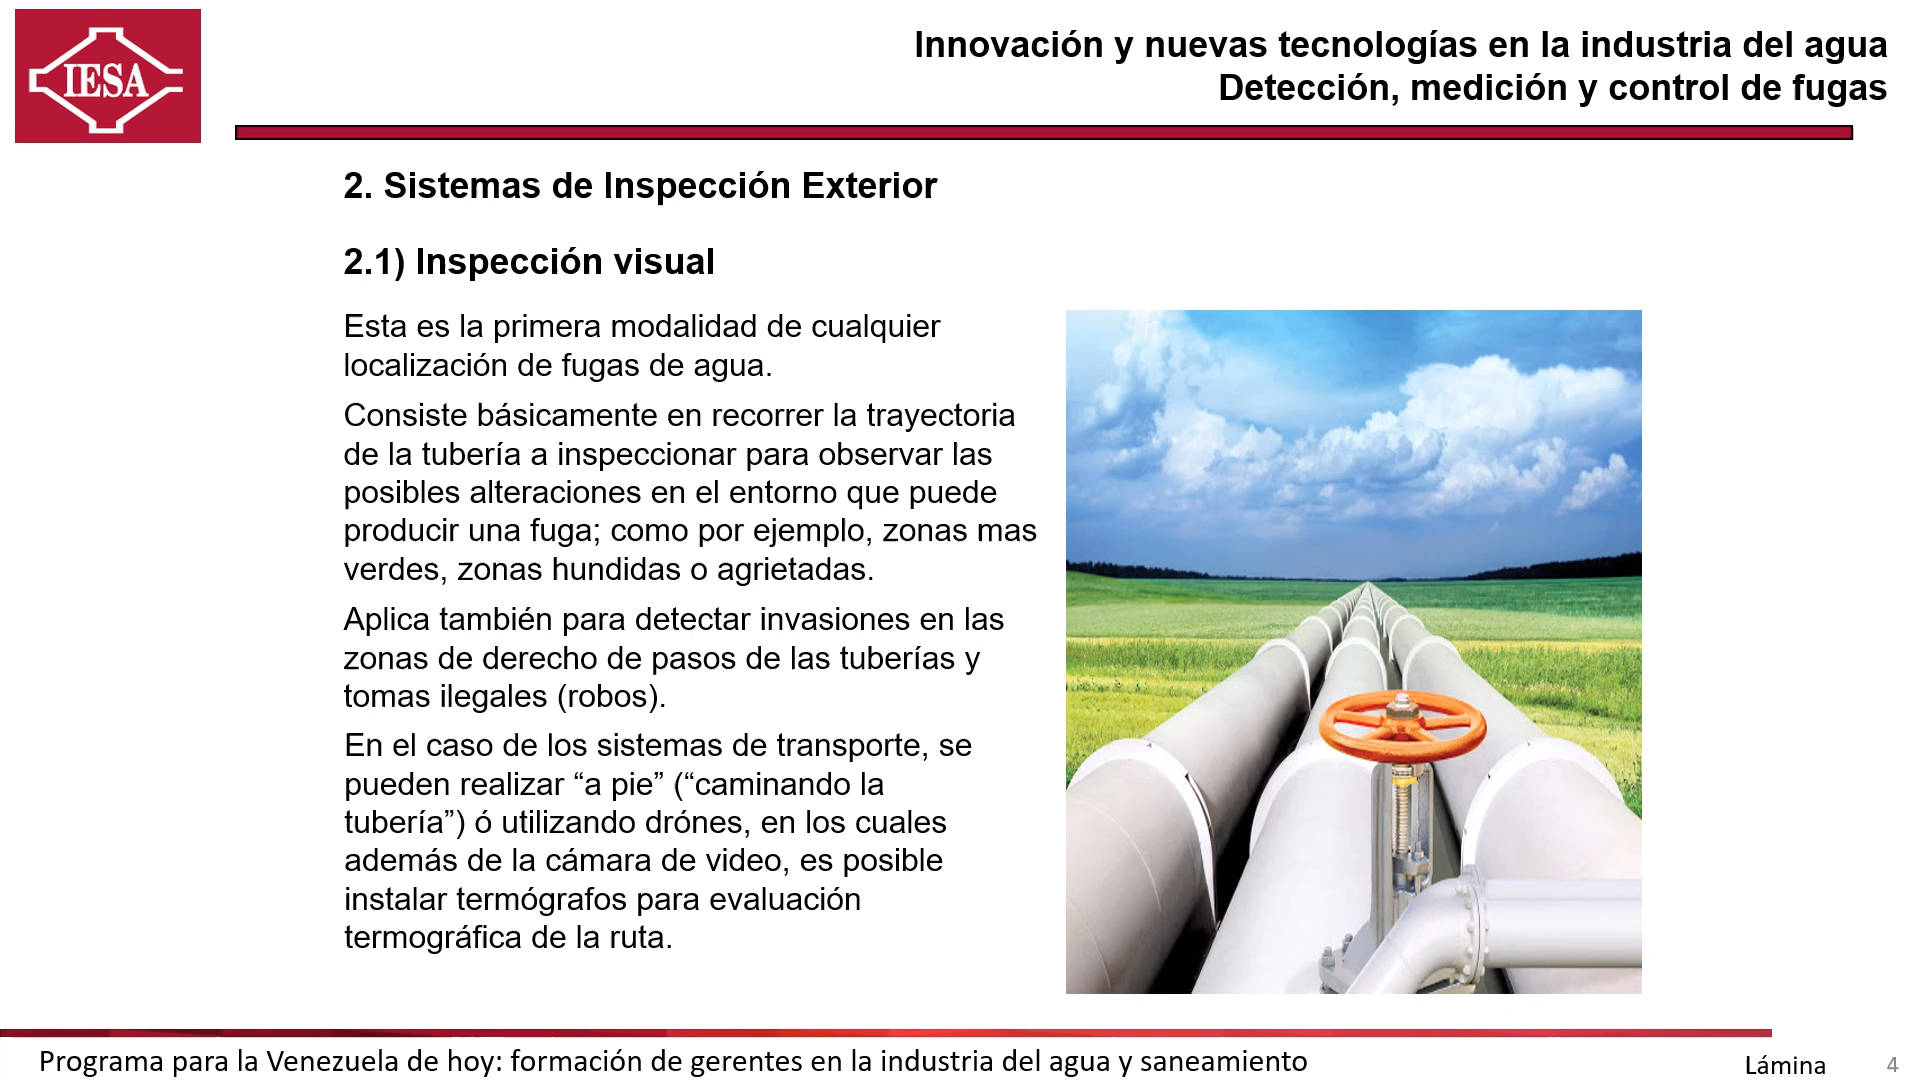 IESA
Innovación y nuevas tecnologías en la industria del agua
Detección, medición y control de fugas
2. Sistemas de Inspección Exterior
2.1) Inspección visual
Esta es la primera modalidad de cualquier
localización de fugas de agua.
Consiste básicamente en recorrer la trayectoria
de la tubería a inspeccionar para observar las
posibles alteraciones en el entorno que puede
producir una fuga; como por ejemplo, zonas mas
verdes, zonas hundidas o agrietadas.
Aplica también para detectar invasiones en las
zonas de derecho de pasos de las tuberías y
tomas ilegales (robos).
En el caso de los sistemas de transporte, se
pueden realizar “a pie” (“caminando la
tubería”) ó utilizando drónes, en los cuales
además de la cámara de video, es posible
instalar termógrafos para evaluación
termográfica de la ruta.
Programa para la Venezuela de hoy: formación de gerentes en la industria del agua y saneamiento
Lámina 4